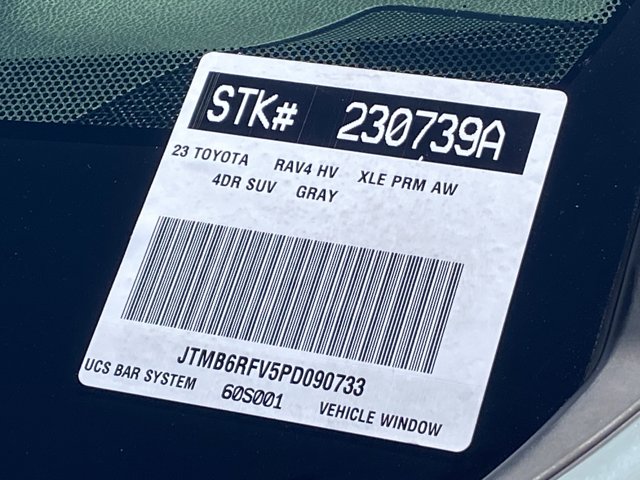 STK# 230739A
23 TOYOTA RAV4 HV XLE PRM AW
4DR SUV GRAY
JTMB6RFV5PD090733
UCS BAR SYSTEM 60S001 VEHICLE WINDOW